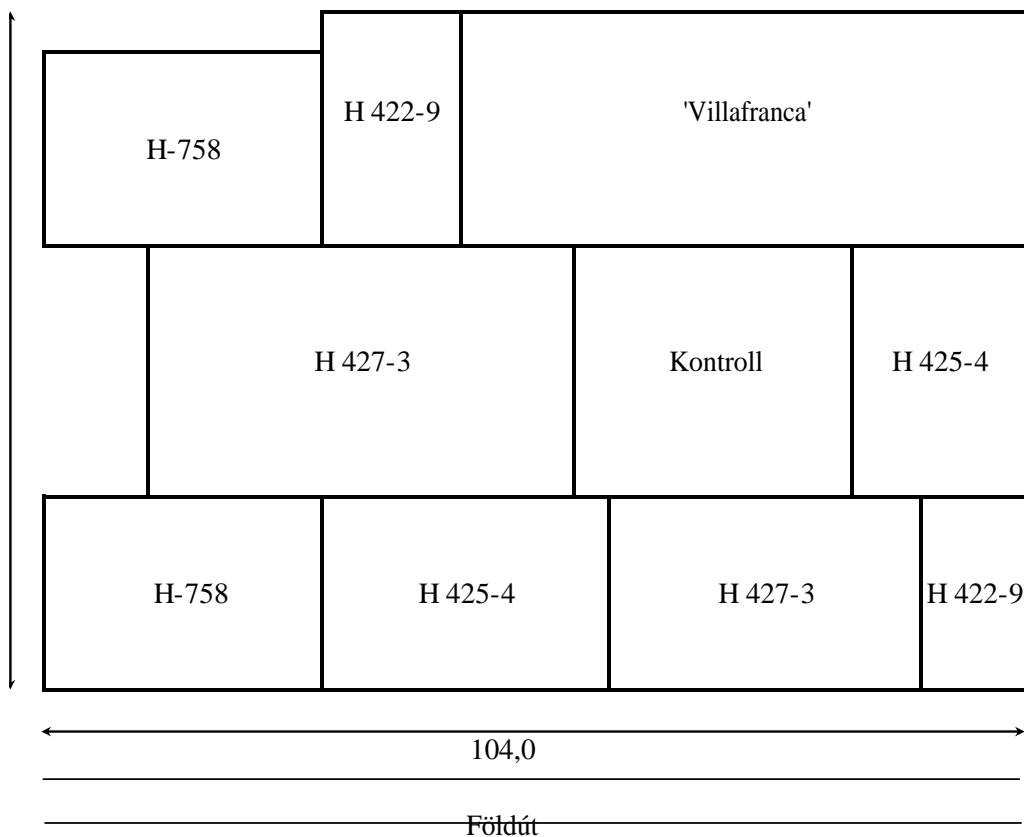 H 422-9
'Villafranca'
H-758
H 427-3
Kontroll
H 425-4
H-758
H 425-4
H 427-3
H 422-9
104,0
Földút